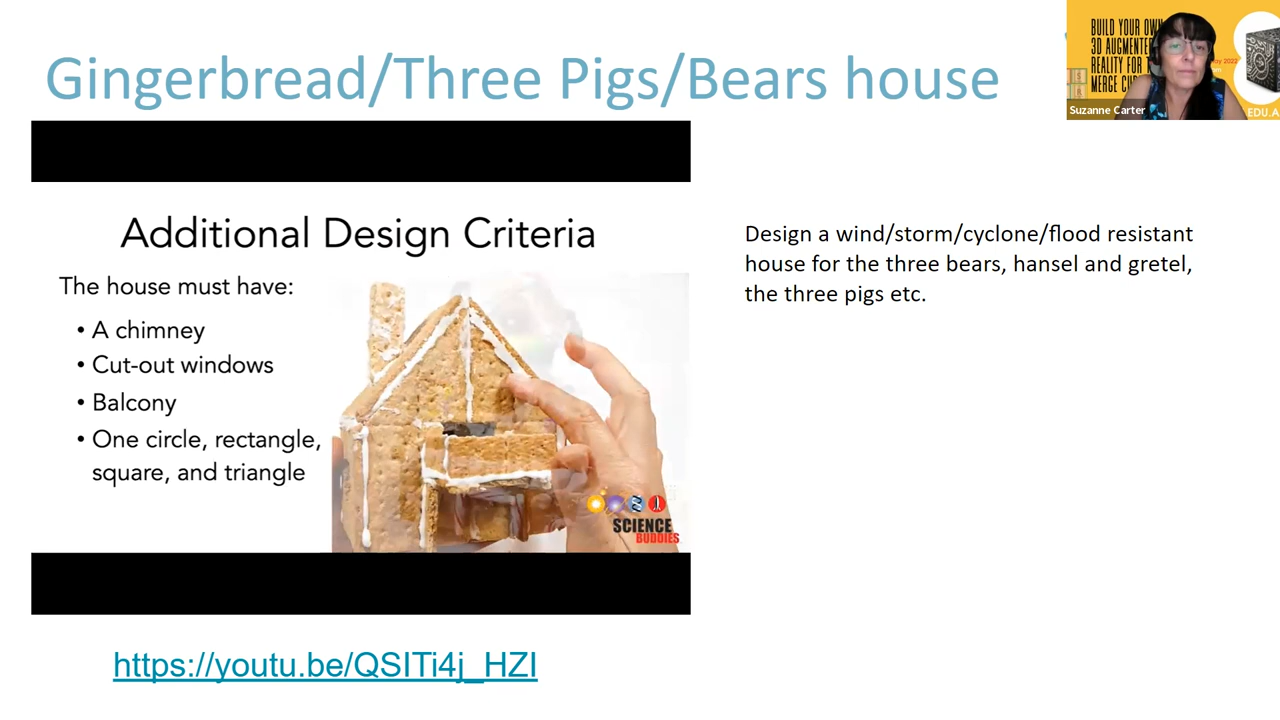 Gingerbread/Three Pigs/Bears house
BUILD YOUR OWN
3D AUGMENTED
REALITY FOR T
MERGE CU
2022
Suzanne Carter
EDU.A
Additional Design Criteria
The house must have:
• A chimney
• Cut-out windows
• Balcony
• One circle, rectangle,
square, and triangle
SCIENCE
BUDDIES
Design a wind/storm/cyclone/flood resistant
house for the three bears, hansel and gretel,
the three pigs etc.
https://youtu.be/QSITi4j_HZI